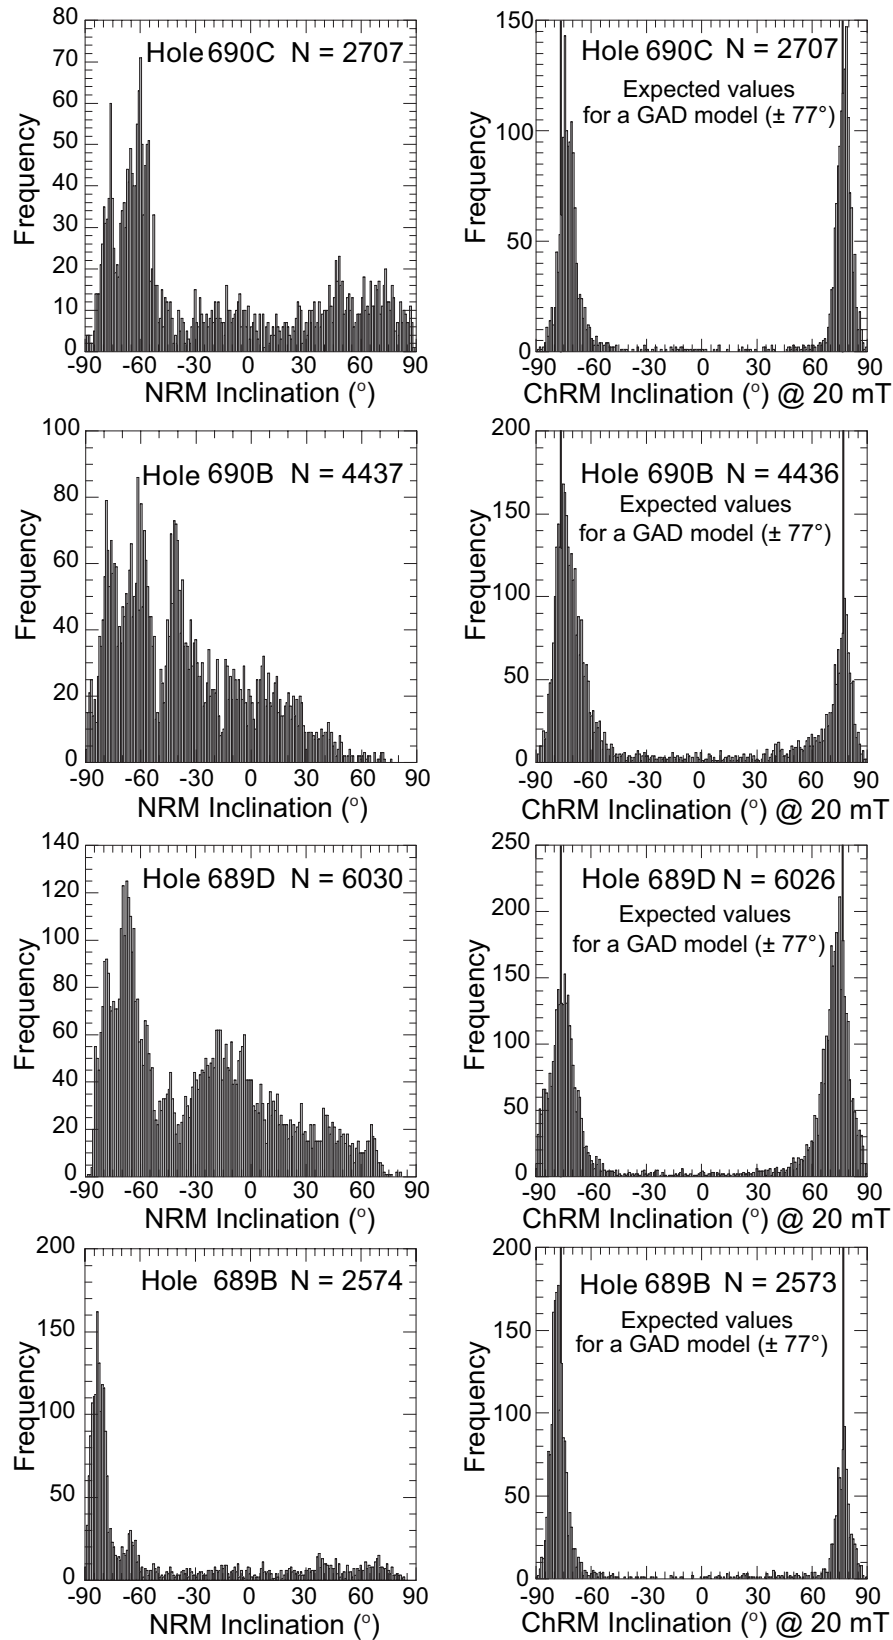 80
70
60
50
40
30
20
10
0
Frequency
Hole 690C N = 2707
-90 -60 -30 0 30 60 90
NRM Inclination (°)
150
100
50
0
Frequency
Hole 690C N = 2707
Expected values
for a GAD model (± 77°)
-90 -60 -30 0 30 60 90
ChRM Inclination (°) @ 20 mT
100
80
60
40
20
0
Frequency
Hole 690B N = 4437
-90 -60 -30 0 30 60 90
NRM Inclination (°)
200
150
100
50
0
Frequency
Hole 690B N = 4436
Expected values
for a GAD model (± 77°)
-90 -60 -30 0 30 60 90
ChRM Inclination (°) @ 20 mT
140
120
100
80
60
40
20
0
Frequency
Hole 689D N = 6030
-90 -60 -30 0 30 60 90
NRM Inclination (°)
250
200
150
100
50
0
Frequency
Hole 689D N = 6026
Expected values
for a GAD model (± 77°)
-90 -60 -30 0 30 60 90
ChRM Inclination (°) @ 20 mT
200
150
100
50
0
Frequency
Hole 689B N = 2574
-90 -60 -30 0 30 60 90
NRM Inclination (°)
200
150
100
50
0
Frequency
Hole 689B N = 2573
Expected values
for a GAD model (± 77°)
-90 -60 -30 0 30 60 90
ChRM Inclination (°) @ 20 mT